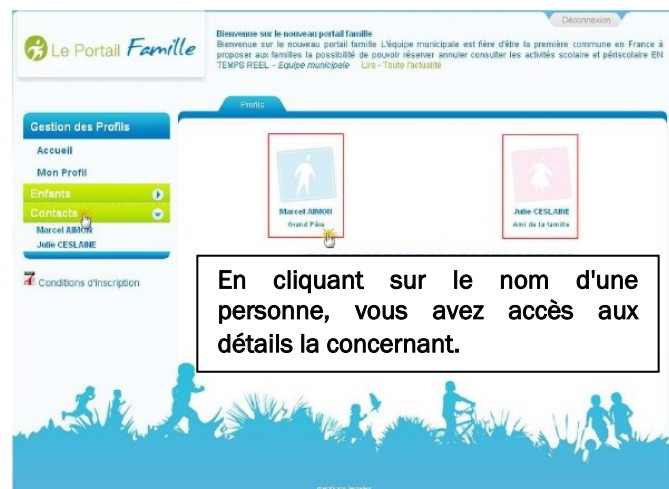 Déconnexion
Le Portail Famille
Bienvenue sur le nouveau portail famille
Bienvenue sur le nouveau portail famille L'équipe municipale est fière d'être la première commune en France à
proposer aux familles la possibilité de pouvoir réserver annuler consulter les activités scolaire et périscolaire EN
TEMPS REEL - Equipe municipale Lire - Toute l'actualité
Profils
Gestion des Profils
Accueil
Mon Profil
Enfants
Contacts
Marcel AIMON
Julie CESLAINE
Conditions d'inscription
Marcel AIMON
Grand Père
Julie CESLAINE
Ami de la famille
En cliquant sur le nom d'une
personne, vous avez accès aux
détails la concernant.
mentions légales